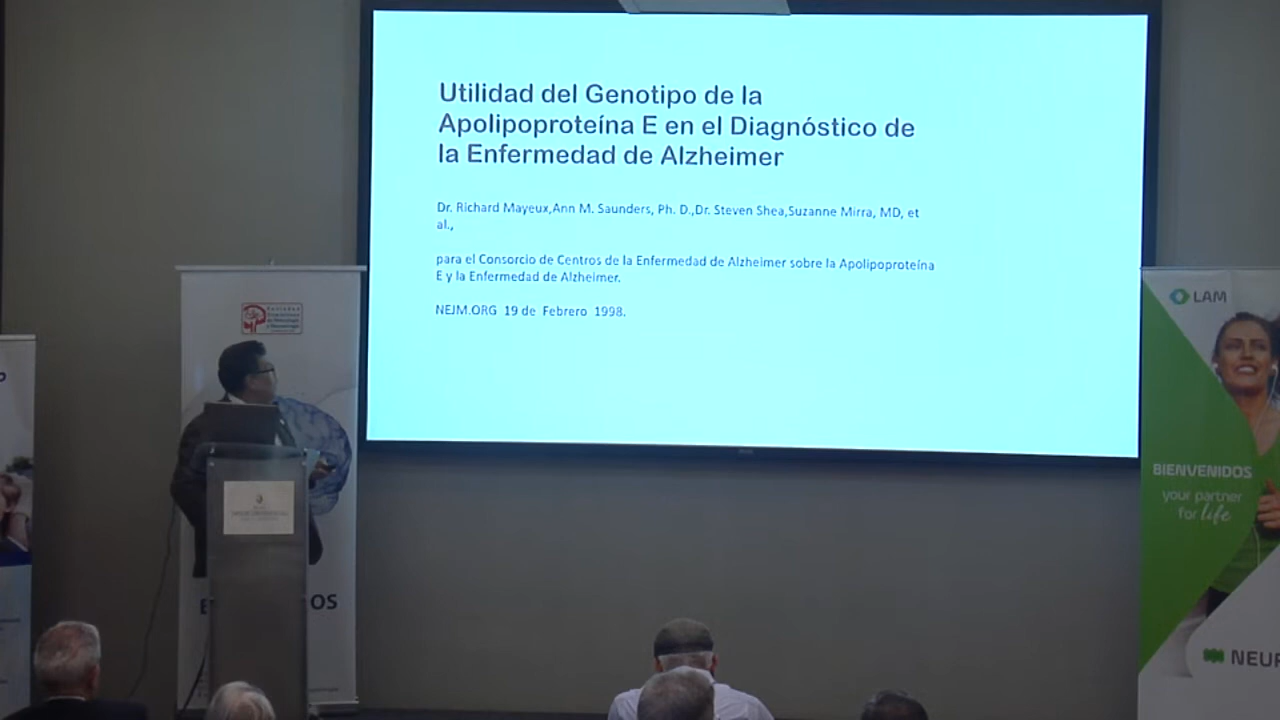 Utilidad del Genotipo de la
Apolipoproteína E en el Diagnóstico de
la Enfermedad de Alzheimer
Dr. Richard Mayeux,Ann M. Saunders, Ph. D.,Dr. Steven Shea,Suzanne Mirra, MD, et
al.,
para el Consorcio de Centros de la Enfermedad de Alzheimer sobre la Apolipoproteína
E y la Enfermedad de Alzheimer.
NEJM.ORG 19 de Febrero 1998.
OS
LAM
BIENVENIDOS
your partner
for life
NEUR